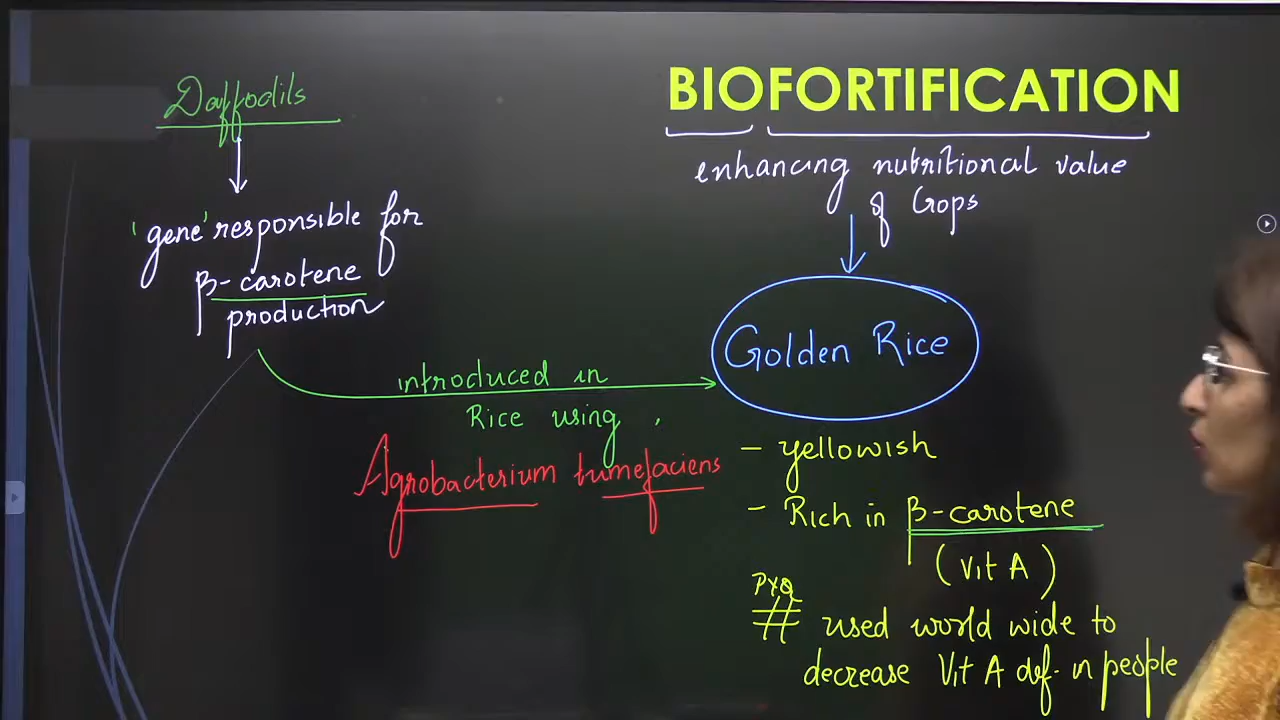 Daffodils
'gene' responsible for
β-carotene
production
introduced in
Rice using
Agrobacterium tumefaciens
BIOFORTIFICATION
enhancing nutritional value
of Crops
Golden Rice
- yellowish
- Rich in β-carotene
(Vit A)
PYQ
# used world wide to
decrease Vit A def. in people